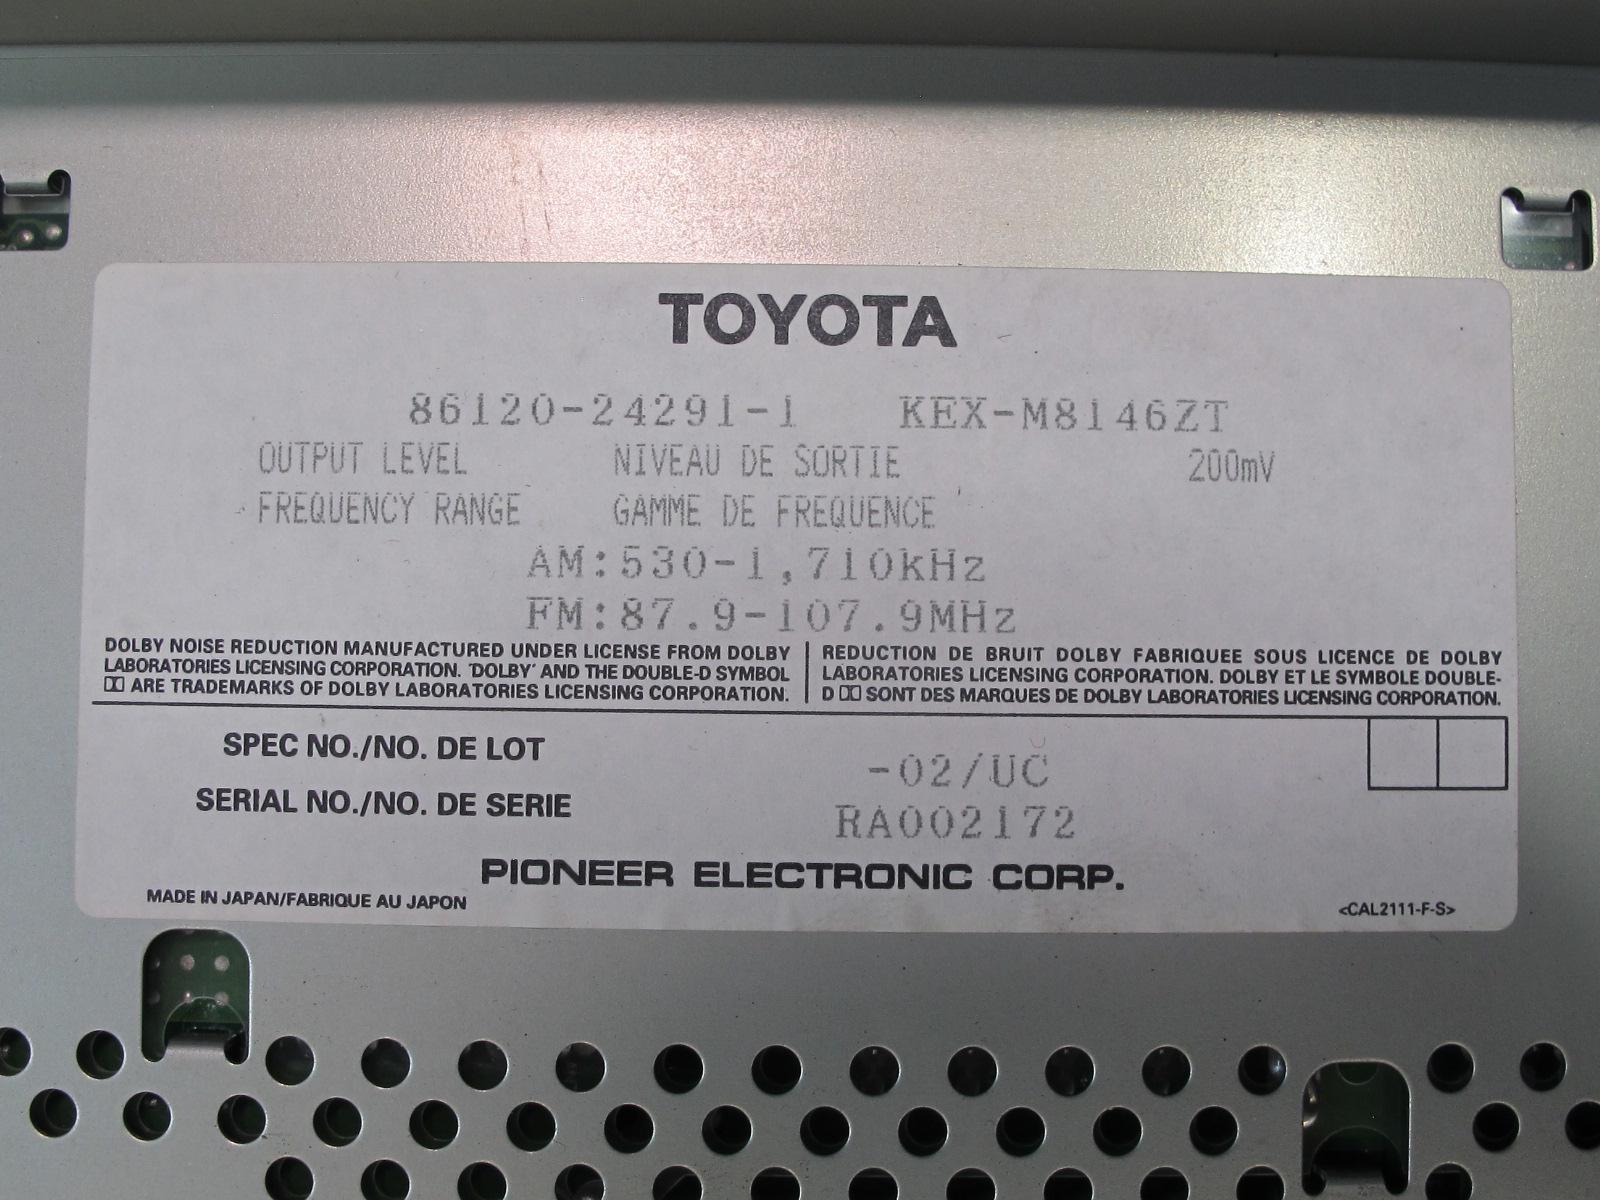 TOYOTA
86120-24291-1 KEX-M8146ZT
OUTPUT LEVEL NIVEAU DE SORTIE 200mV
FREQUENCY RANGE GAMME DE FREQUENCE
AM:530-1,710kHz
FM:87.9-107.9MHz
DOLBY NOISE REDUCTION MANUFACTURED UNDER LICENSE FROM DOLBY
LABORATORIES LICENSING CORPORATION. 'DOLBY' AND THE DOUBLE-D SYMBOL
ARE TRADEMARKS OF DOLBY LABORATORIES LICENSING CORPORATION.
REDUCTION DE BRUIT DOLBY FABRIQUEE SOUS LICENCE DE DOLBY
LABORATORIES LICENSING CORPORATION. DOLBY ET LE SYMBOLE DOUBLE-
D SONT DES MARQUES DE DOLBY LABORATORIES LICENSING CORPORATION.
SPEC NO./NO. DE LOT -02/UC
SERIAL NO./NO. DE SERIE RA002172
PIONEER ELECTRONIC CORP.
MADE IN JAPAN/FABRIQUE AU JAPON <CAL2111-F-S>